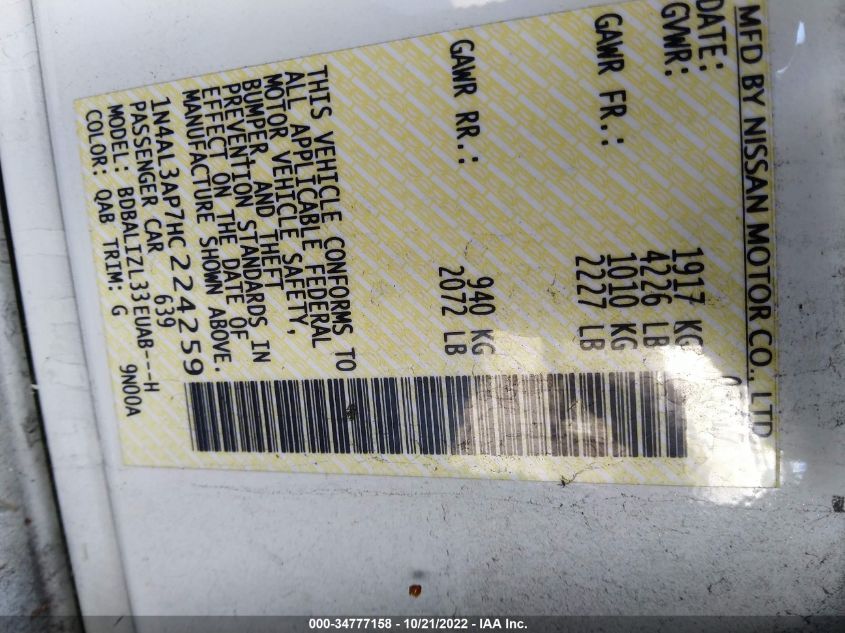 MFD BY NISSAN MOTOR CO., LTD
DATE:
GVWR: 1917 KG
4226 LB
GAWR FR.: 1010 KG
2227 LB
GAWR RR.: 940 KG
2072 LB
THIS VEHICLE CONFORMS TO
ALL APPLICABLE FEDERAL
MOTOR VEHICLE SAFETY,
BUMPER, AND THEFT
PREVENTION STANDARDS IN
EFFECT ON THE DATE OF
MANUFACTURE SHOWN ABOVE.
1N4AL3AP7HC224259
PASSENGER CAR 639
MODEL: BDBALIZL33EUAB---H
COLOR: QAB TRIM: G 9N00A
000-34777158 - 10/21/2022 - IAA Inc.